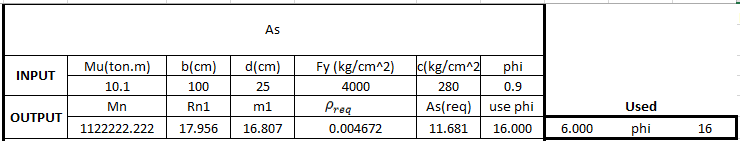 As
INPUT Mu(ton.m) b(cm) d(cm) Fy (kg/cm^2) c(kg/cm^2 phi
10.1 100 25 4000 280 0.9
OUTPUT Mn Rn1 m1 ρreq As(req) use phi Used
1122222.222 17.956 16.807 0.004672 11.681 16.000 6.000 phi 16